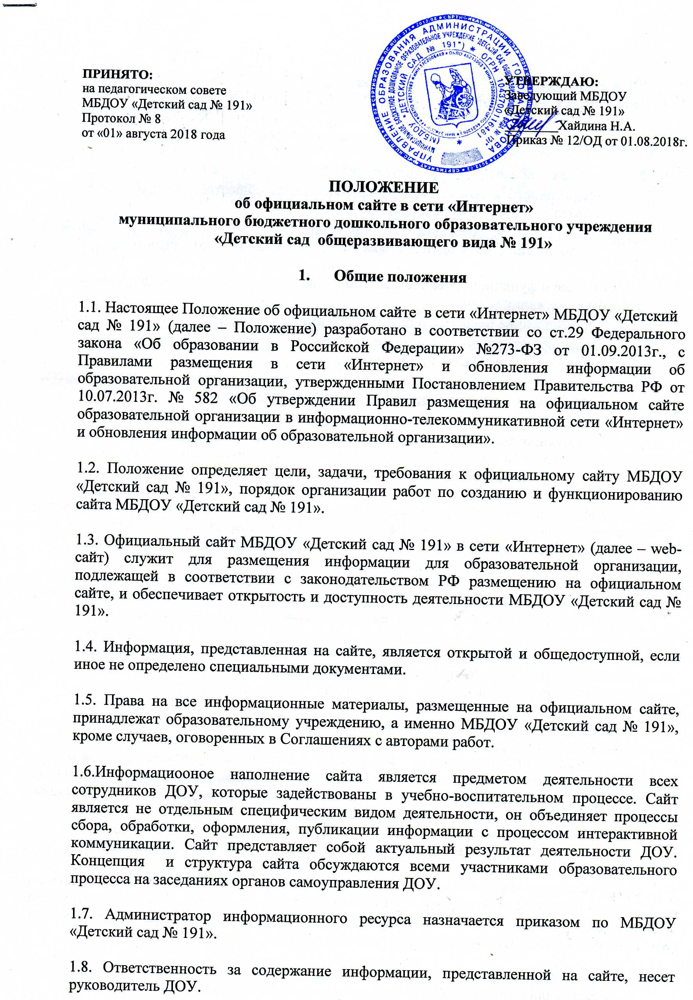 ПРИНЯТО:
на педагогическом совете
МБДОУ «Детский сад № 191»
Протокол № 8
от «01» августа 2018 года
УТВЕРЖДАЮ:
Заведующий МБДОУ
«Детский сад № 191»
Хайдина Н.А.
Приказ № 12/ОД от 01.08.2018г.
УПРАВЛЕНИЕ ОБРАЗОВАНИЯ АДМИНИСТРАЦИИ ГОРОДА
МУНИЦИПАЛЬНОЕ БЮДЖЕТНОЕ ДОШКОЛЬНОЕ ОБРАЗОВАТЕЛЬНОЕ УЧРЕЖДЕНИЕ "ДЕТСКИЙ САД ОБЩЕРАЗВИВАЮЩЕГО ВИДА № 191"
(МБДОУ "ДЕТСКИЙ САД № 191") * ОГРН 1043700116481 *
ИНН 3702006489 * ОКПО 46213063
ПОЛОЖЕНИЕ
об официальном сайте в сети «Интернет»
муниципального бюджетного дошкольного образовательного учреждения
«Детский сад общеразвивающего вида № 191»
1. Общие положения
1.1. Настоящее Положение об официальном сайте в сети «Интернет» МБДОУ «Детский
сад № 191» (далее – Положение) разработано в соответствии со ст.29 Федерального
закона «Об образовании в Российской Федерации» №273-ФЗ от 01.09.2013г., с
Правилами размещения в сети «Интернет» и обновления информации об
образовательной организации, утвержденными Постановлением Правительства РФ от
10.07.2013г. № 582 «Об утверждении Правил размещения на официальном сайте
образовательной организации в информационно-телекоммуникативной сети «Интернет»
и обновления информации об образовательной организации».
1.2. Положение определяет цели, задачи, требования к официальному сайту МБДОУ
«Детский сад № 191», порядок организации работ по созданию и функционированию
сайта МБДОУ «Детский сад № 191».
1.3. Официальный сайт МБДОУ «Детский сад № 191» в сети «Интернет» (далее – web-
сайт) служит для размещения информации для образовательной организации,
подлежащей в соответствии с законодательством РФ размещению на официальном
сайте, и обеспечивает открытость и доступность деятельности МБДОУ «Детский сад №
191».
1.4. Информация, представленная на сайте, является открытой и общедоступной, если
иное не определено специальными документами.
1.5. Права на все информационные материалы, размещенные на официальном сайте,
принадлежат образовательному учреждению, а именно МБДОУ «Детский сад № 191»,
кроме случаев, оговоренных в Соглашениях с авторами работ.
1.6.Информациооное наполнение сайта является предметом деятельности всех
сотрудников ДОУ, которые задействованы в учебно-воспитательном процессе. Сайт
является не отдельным специфическим видом деятельности, он объединяет процессы
сбора, обработки, оформления, публикации информации с процессом интерактивной
коммуникации. Сайт представляет собой актуальный результат деятельности ДОУ.
Концепция и структура сайта обсуждаются всеми участниками образовательного
процесса на заседаниях органов самоуправления ДОУ.
1.7. Администратор информационного ресурса назначается приказом по МБДОУ
«Детский сад № 191».
1.8. Ответственность за содержание информации, представленной на сайте, несет
руководитель ДОУ.